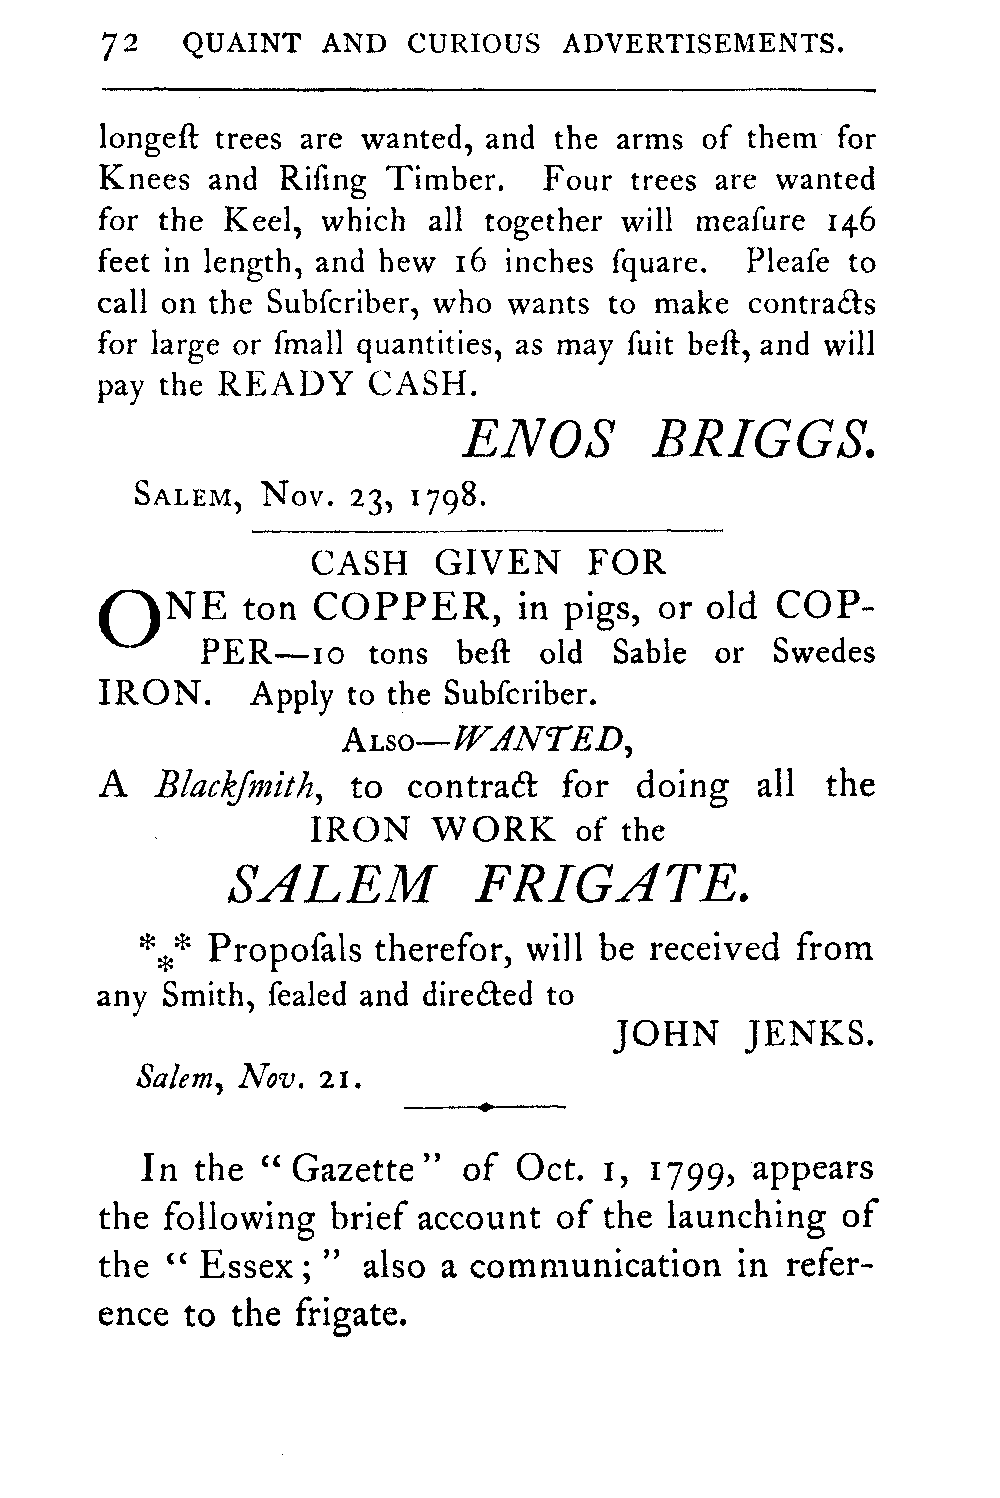 72 QUAINT AND CURIOUS ADVERTISEMENTS.
longeſt trees are wanted, and the arms of them for
Knees and Riſing Timber. Four trees are wanted
for the Keel, which all together will meaſure 146
feet in length, and hew 16 inches ſquare. Pleaſe to
call on the Subſcriber, who wants to make contracts
for large or ſmall quantities, as may ſuit beſt, and will
pay the READY CASH.
ENOS BRIGGS.
SALEM, Nov. 23, 1798.
CASH GIVEN FOR
ONE ton COPPER, in pigs, or old COP-
PER—10 tons beſt old Sable or Swedes
IRON. Apply to the Subſcriber.
ALSO—WANTED,
A Blackſmith, to contract for doing all the
IRON WORK of the
SALEM FRIGATE.
*⁎* Propoſals therefor, will be received from
any Smith, ſealed and directed to
JOHN JENKS.
Salem, Nov. 21.
In the “Gazette” of Oct. 1, 1799, appears
the following brief account of the launching of
the “Essex;” also a communication in refer-
ence to the frigate.